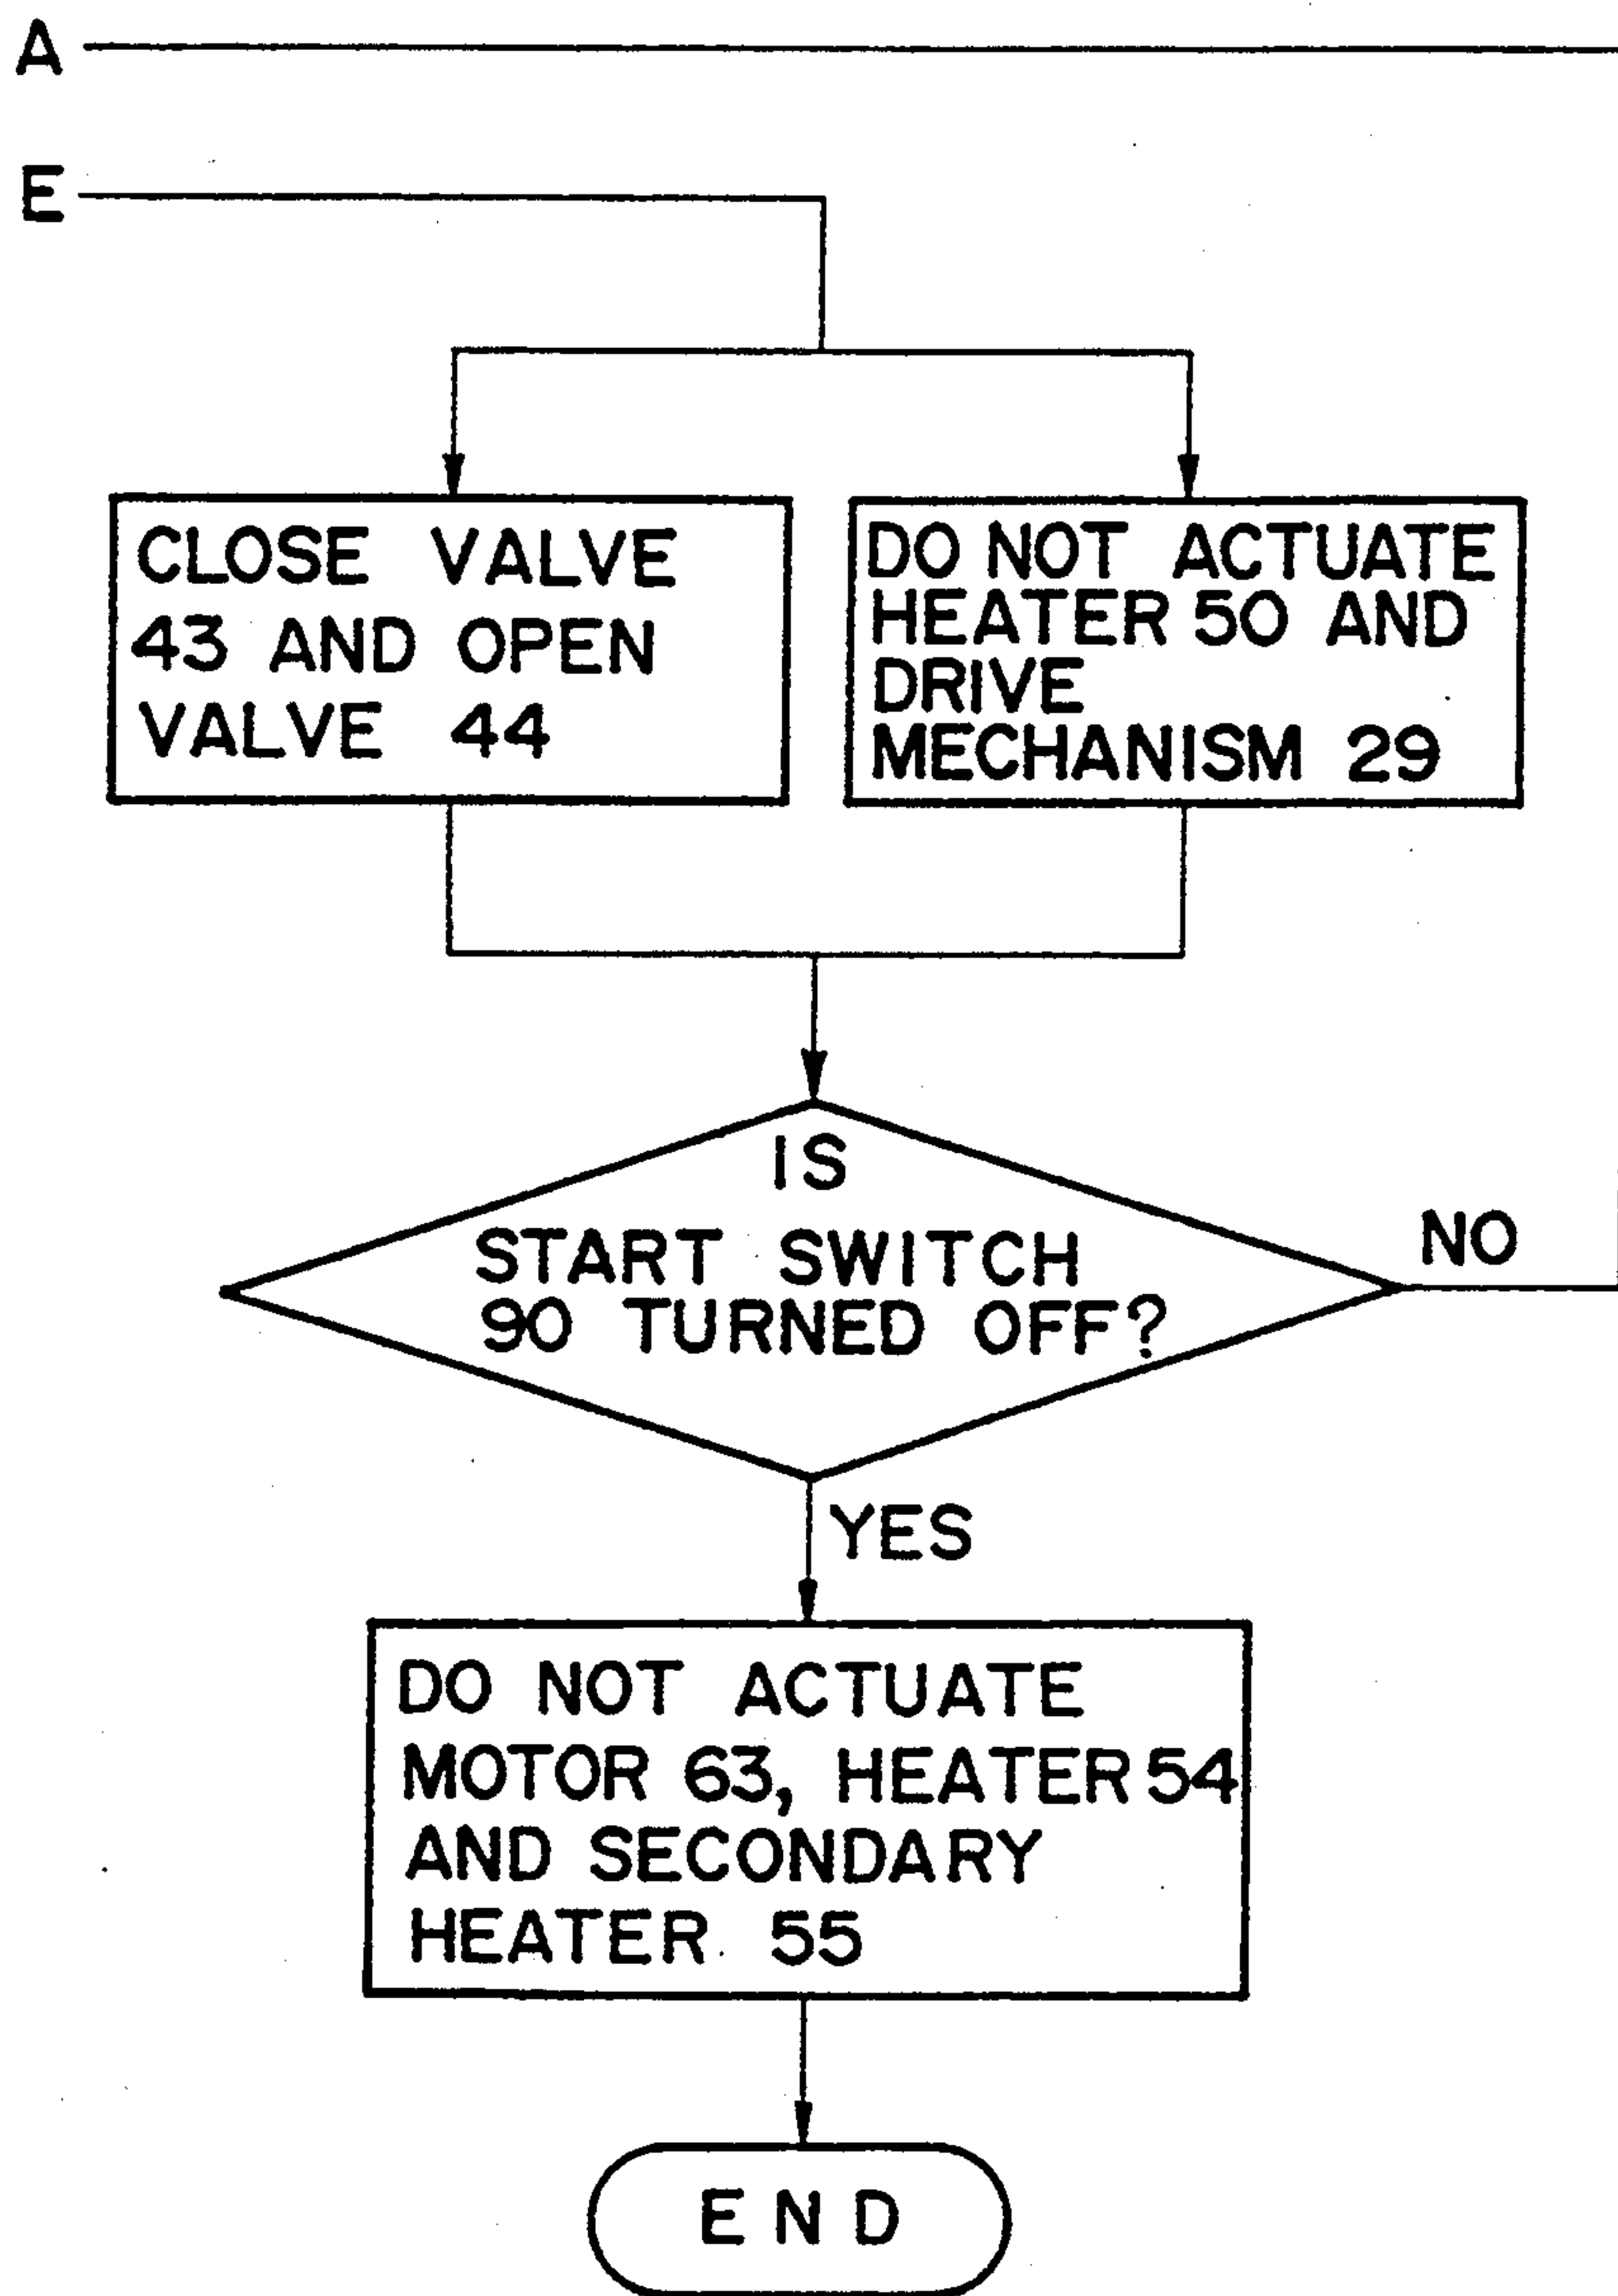 A
E
CLOSE VALVE
43 AND OPEN
VALVE 44
DO NOT ACTUATE
HEATER 50 AND
DRIVE
MECHANISM 29
IS
START SWITCH
90 TURNED OFF?
NO
YES
DO NOT ACTUATE
MOTOR 63, HEATER 54
AND SECONDARY
HEATER 55
END